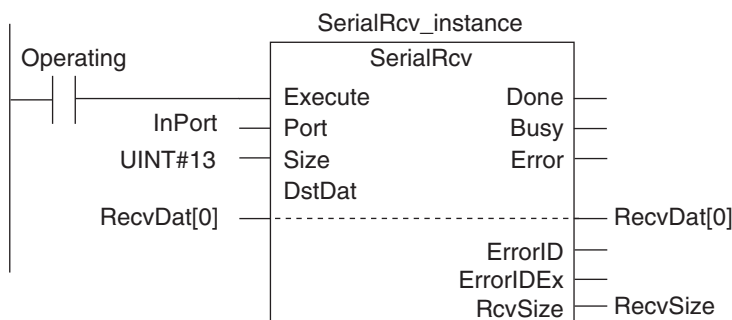 SerialRcv_instance
Operating
SerialRcv
Execute Done
InPort Port Busy
UINT#13 Size Error
DstDat
RecvDat[0] RecvDat[0]
ErrorID
ErrorIDEx
RcvSize RecvSize